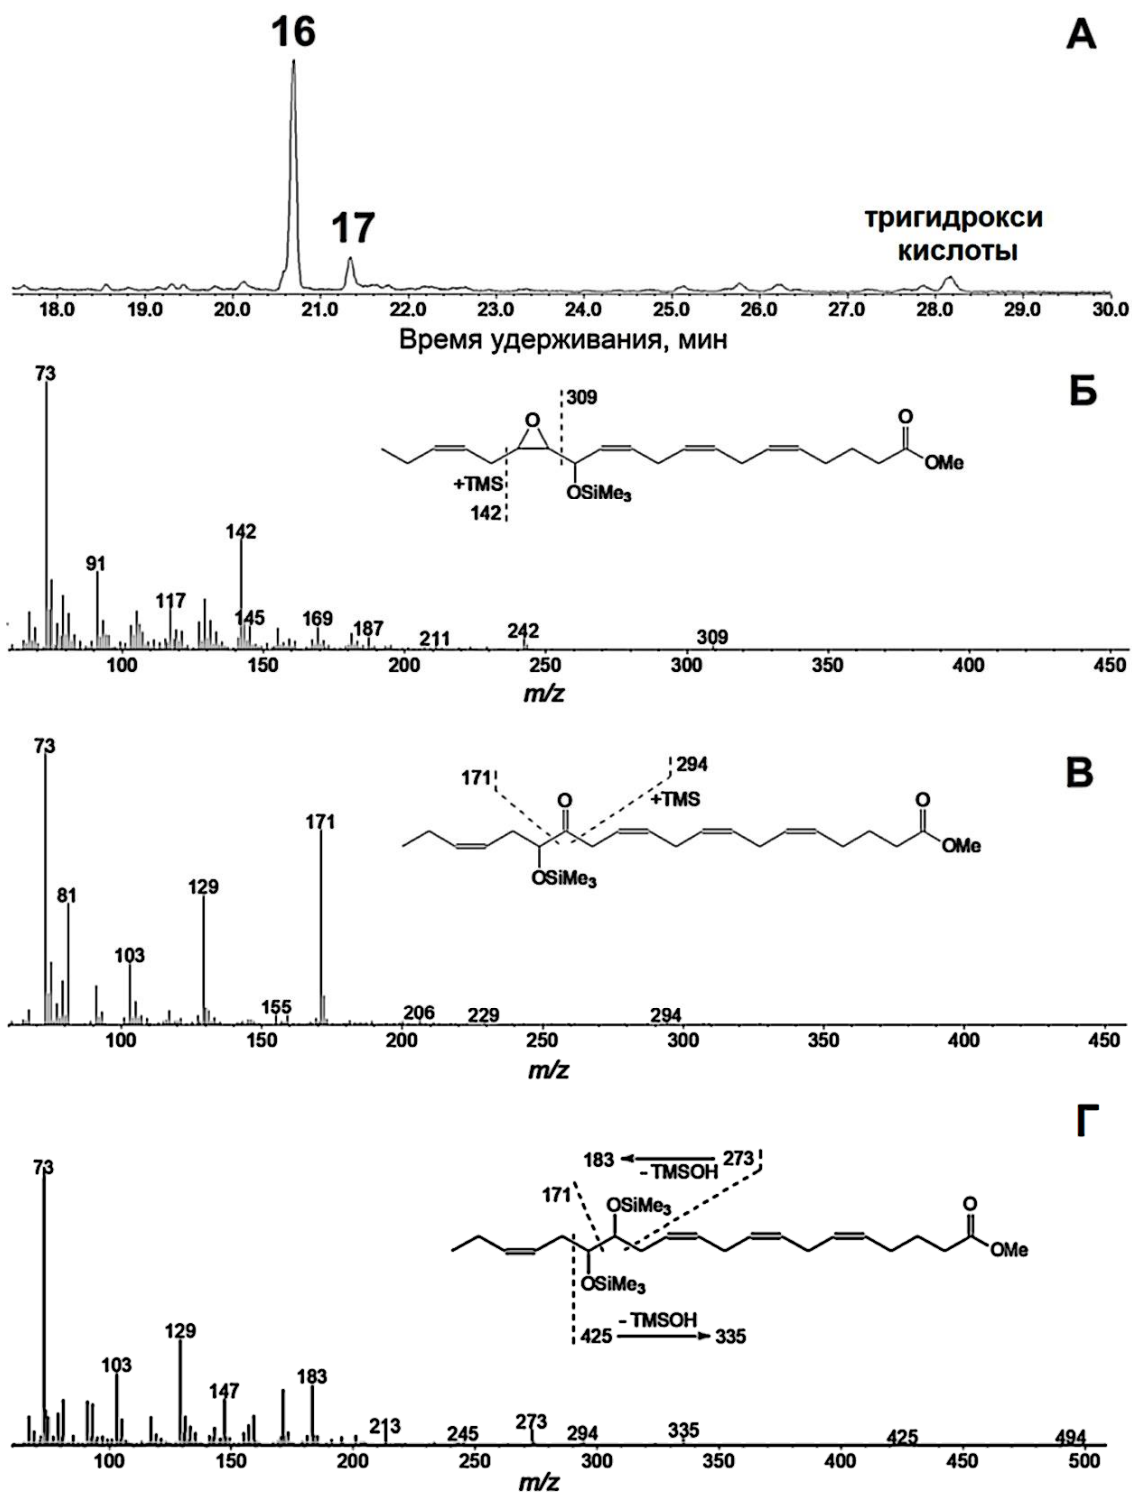 16
А
17
тригидрокси
кислоты
18.0 19.0 20.0 21.0 22.0 23.0 24.0 25.0 26.0 27.0 28.0 29.0 30.0
Время удерживания, мин
73
Б
309
O
O
OMe
+TMS
OSiMe3
142
142
91
117
145
169
187
211
242
309
100 150 200 250 300 350 400 450
m/z
73
В
171
294
+TMS
O
O
OMe
OSiMe3
171
129
81
103
155
206
229
294
100 150 200 250 300 350 400 450
m/z
Г
73
183
273
- TMSOH
171
OSiMe3
O
OMe
OSiMe3
- TMSOH
425
335
129
103
147
183
213
245
273
294
335
425
494
100 150 200 250 300 350 400 450 500
m/z